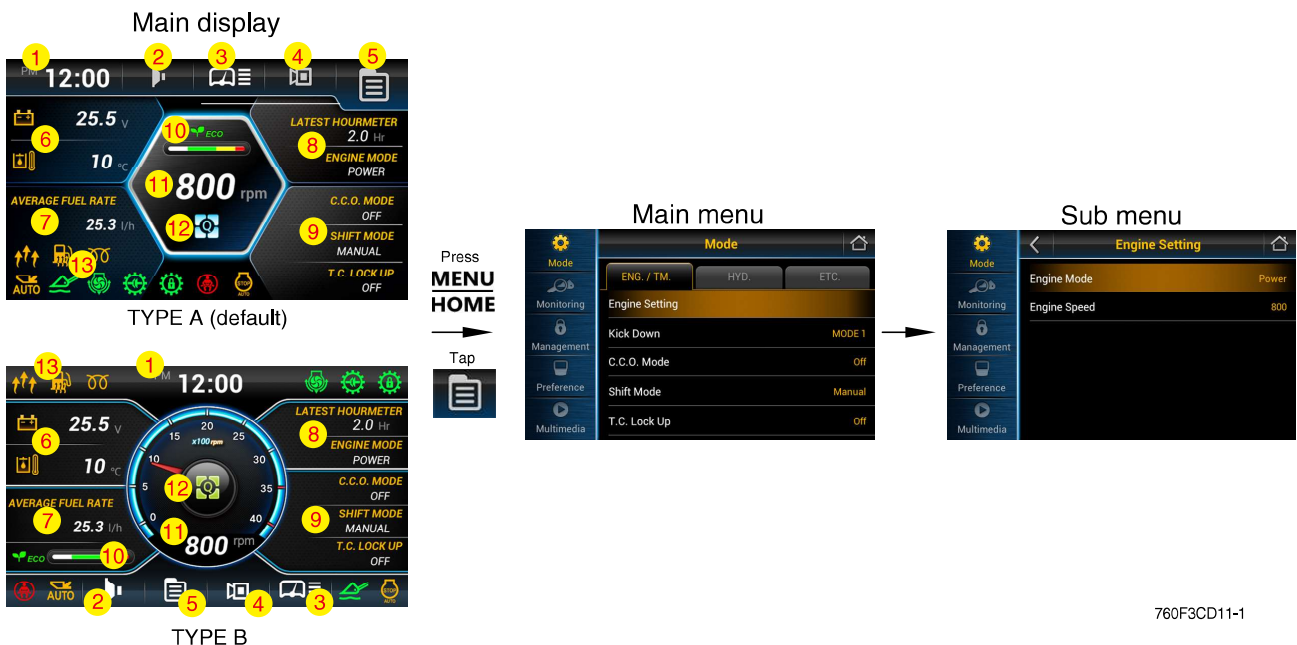 Main display
1
2
3
4
5
PM 12:00
25.5 V
6
10 °C
AVERAGE FUEL RATE
7
25.3 l/h
13
AUTO
10
ECO
11
800 rpm
12
Q
LATEST HOURMETER
2.0 Hr
8
ENGINE MODE
POWER
C.C.O. MODE
OFF
9
SHIFT MODE
MANUAL
T.C. LOCK UP
OFF
STOP
AUTO
TYPE A (default)
13
1
PM 12:00
25.5 V
6
10 °C
AVERAGE FUEL RATE
7
25.3 l/h
ECO
10
0
5
10
15
20
25
30
35
40
x100 rpm
12
Q
11
800 rpm
LATEST HOURMETER
2.0 Hr
8
ENGINE MODE
POWER
C.C.O. MODE
OFF
9
SHIFT MODE
MANUAL
T.C. LOCK UP
OFF
AUTO
STOP
AUTO
2
5
4
3
TYPE B
Press
MENU
HOME
Tap
Main menu
Mode
Monitoring
Management
Preference
Multimedia
Mode
ENG. / TM.
HYD.
ETC.
Engine Setting
Kick Down MODE 1
C.C.O. Mode Off
Shift Mode Manual
T.C. Lock Up Off
Sub menu
Mode
Monitoring
Management
Preference
Multimedia
Engine Setting
Engine Mode Power
Engine Speed 800
760F3CD11-1